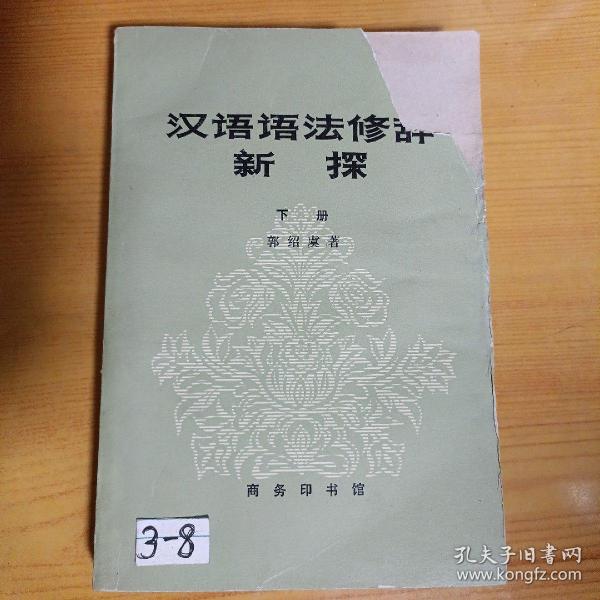 汉语语法修辞
新探
下册
郭绍虞著
商务印书馆
3-8
孔夫子旧书网
www.kongfz.com